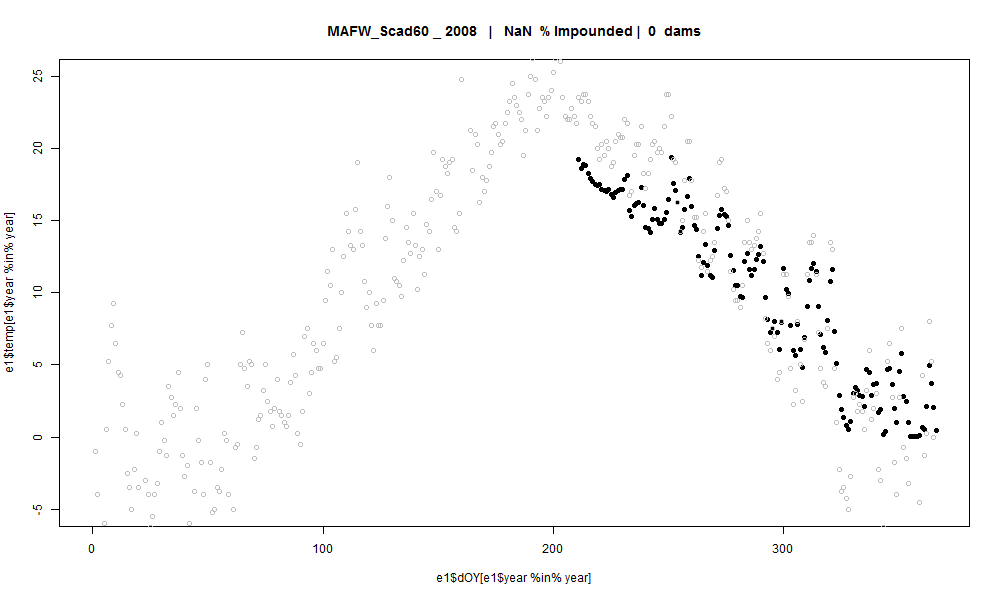 MAFW_Scad60 _ 2008 | NaN % Impounded | 0 dams
e1$temp[e1$year %in% year]
25
20
15
10
5
0
-5
0 100 200 300
e1$dOY[e1$year %in% year]